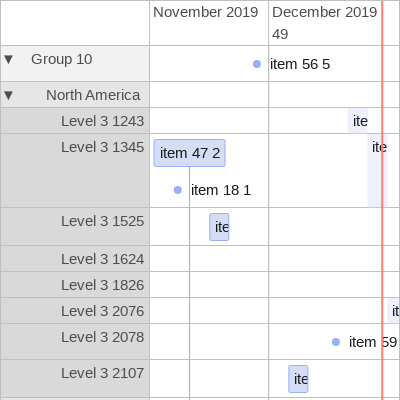 November 2019 December 2019
49
▼ Group 10 item 56 5
▼ North America
Level 3 1243 ite
Level 3 1345 item 47 2 ite
item 18 1
Level 3 1525 ite
Level 3 1624
Level 3 1826
Level 3 2076 it
Level 3 2078 item 59
Level 3 2107 ite